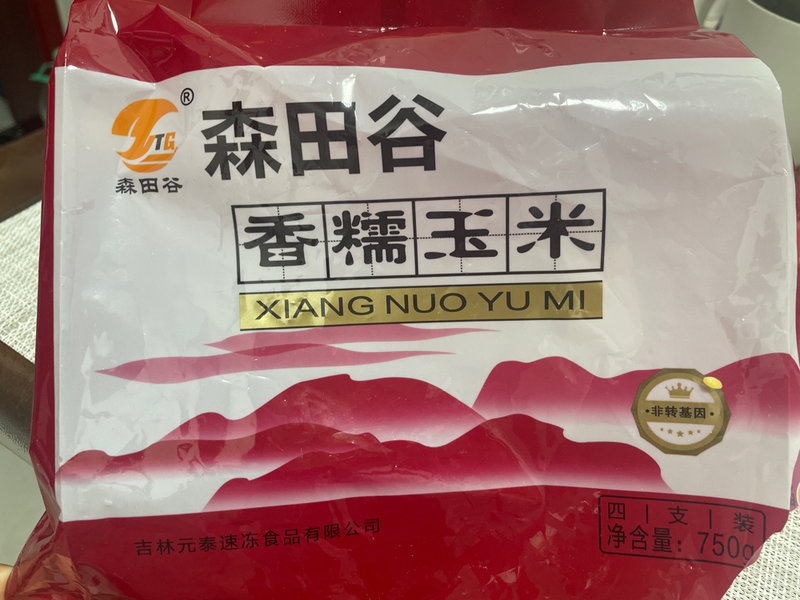 ®
TG
森田谷
森田谷
香糯玉米
XIANG NUO YU MI
·非转基因·
四|支|装
净含量：750g
吉林元泰速冻食品有限公司